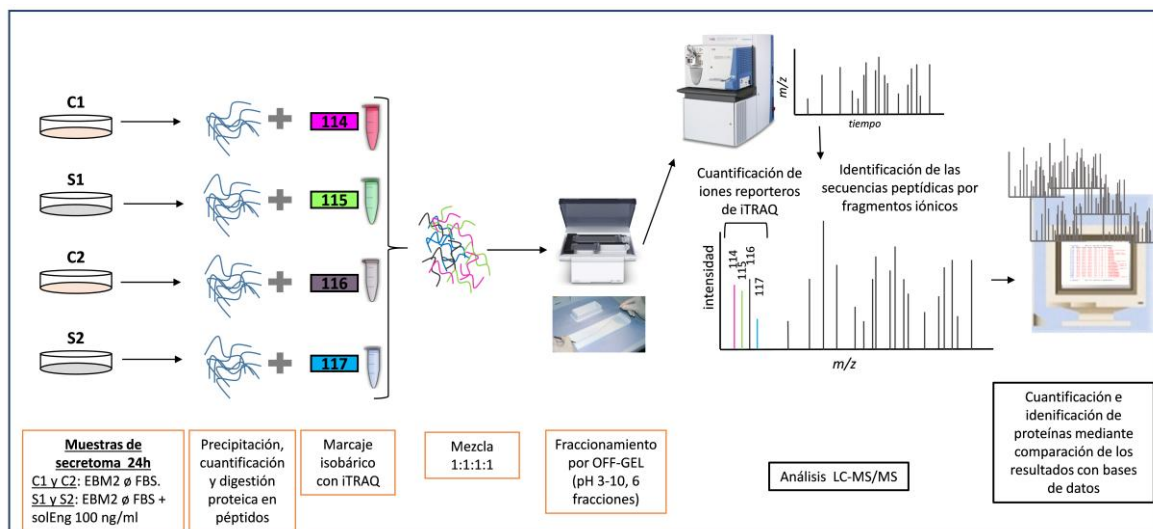 C1
114
S1
115
C2
116
S2
117
m/z
tiempo
Cuantificación de
iones reporteros
de iTRAQ
Identificación de las
secuencias peptídicas por
fragmentos iónicos
intensidad
114
115
116
117
m/z
Muestras de
secretoma 24h
C1 y C2: EBM2 ø FBS.
S1 y S2: EBM2 ø FBS +
solEng 100 ng/ml
Precipitación,
cuantificación
y digestión
proteica en
péptidos
Marcaje
isobárico
con iTRAQ
Mezcla
1:1:1:1
Fraccionamiento
por OFF-GEL
(pH 3-10, 6
fracciones)
Análisis LC-MS/MS
Cuantificación e
idenificación de
proteínas mediante
comparación de los
resultados con bases
de datos